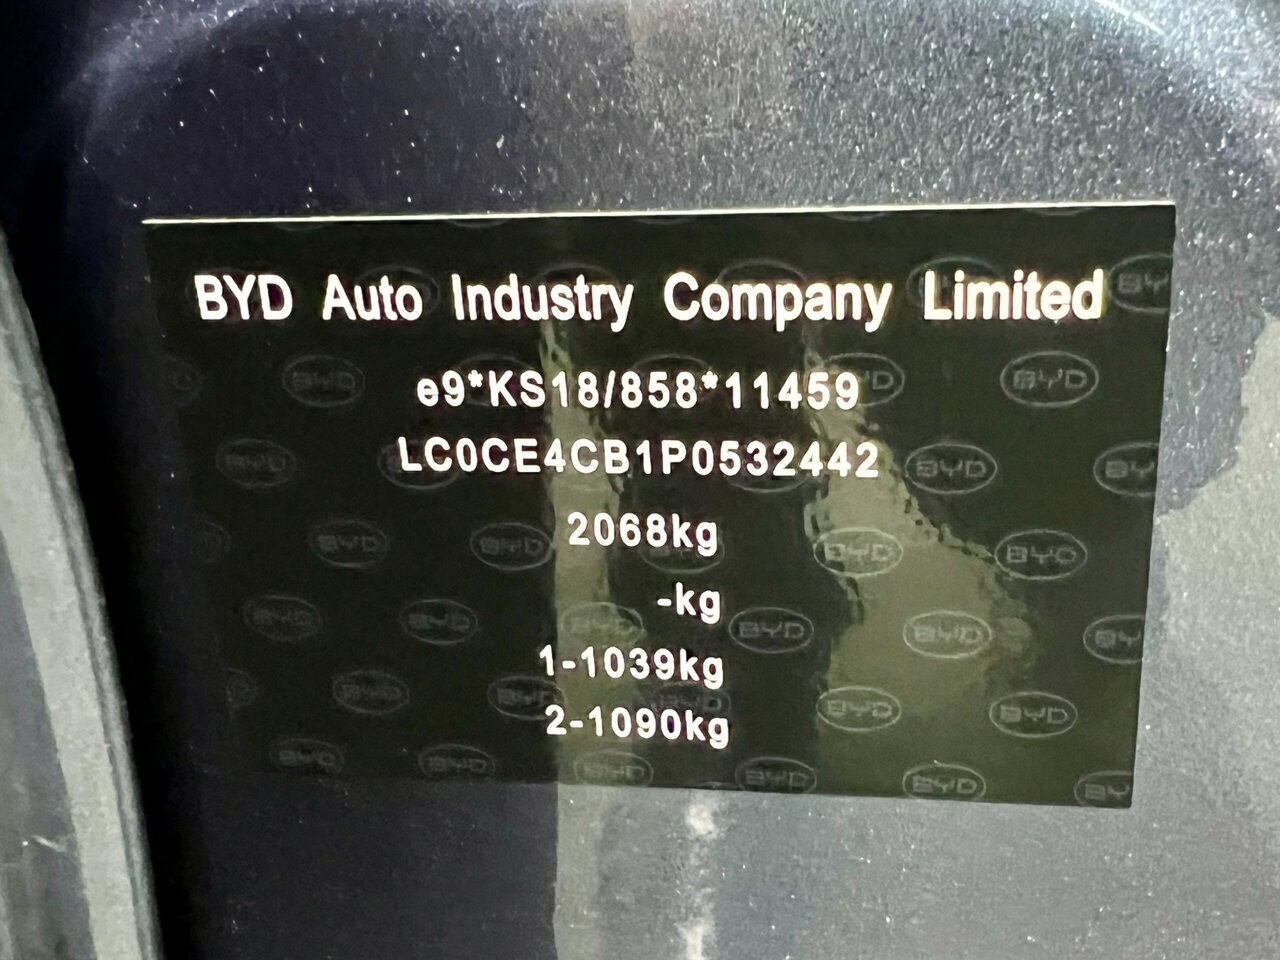 BYD Auto Industry Company Limited
e9*KS18/858*11459
LC0CE4CB1P0532442
2068kg
-kg
1-1039kg
2-1090kg